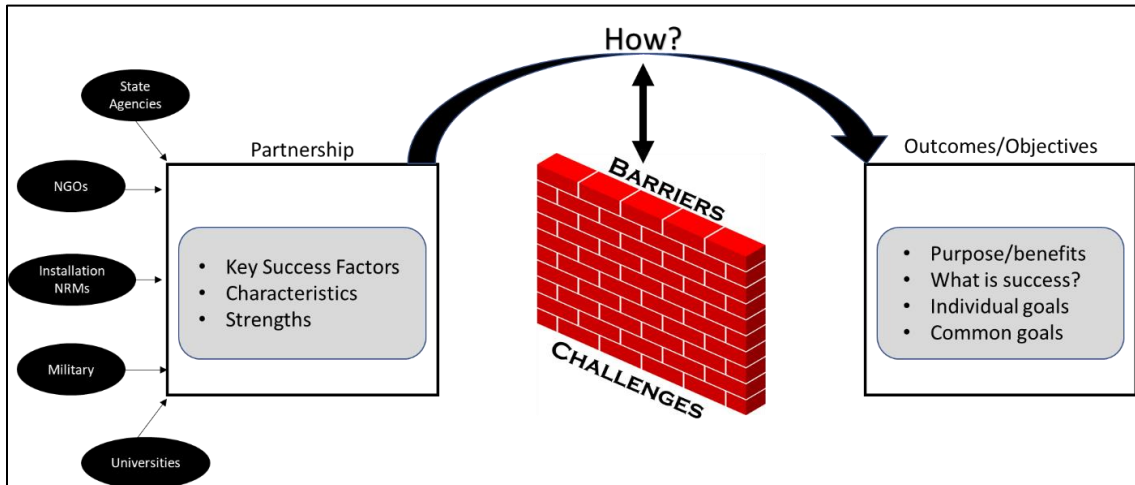 How?
State
Agencies
NGOs
Installation
NRMs
Military
Universities
Partnership
• Key Success Factors
• Characteristics
• Strengths
BARRIERS
CHALLENGES
Outcomes/Objectives
• Purpose/benefits
• What is success?
• Individual goals
• Common goals